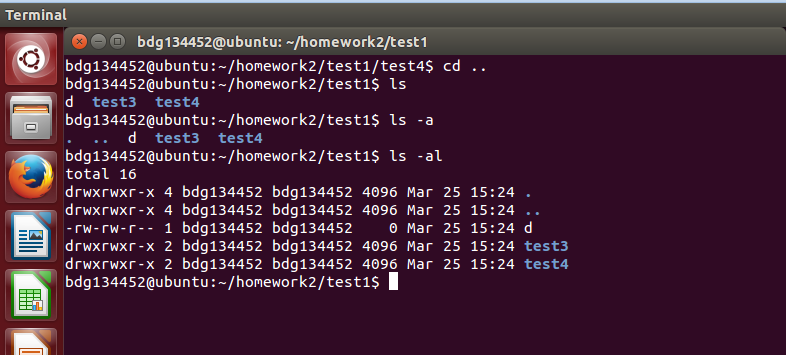 Terminal
bdg134452@ubuntu: ~/homework2/test1
bdg134452@ubuntu:~/homework2/test1/test4$ cd ..
bdg134452@ubuntu:~/homework2/test1$ ls
d  test3  test4
bdg134452@ubuntu:~/homework2/test1$ ls -a
.  ..  d  test3  test4
bdg134452@ubuntu:~/homework2/test1$ ls -al
total 16
drwxrwxr-x 4 bdg134452 bdg134452 4096 Mar 25 15:24 .
drwxrwxr-x 4 bdg134452 bdg134452 4096 Mar 25 15:24 ..
-rw-rw-r-- 1 bdg134452 bdg134452    0 Mar 25 15:24 d
drwxrwxr-x 2 bdg134452 bdg134452 4096 Mar 25 15:24 test3
drwxrwxr-x 2 bdg134452 bdg134452 4096 Mar 25 15:24 test4
bdg134452@ubuntu:~/homework2/test1$